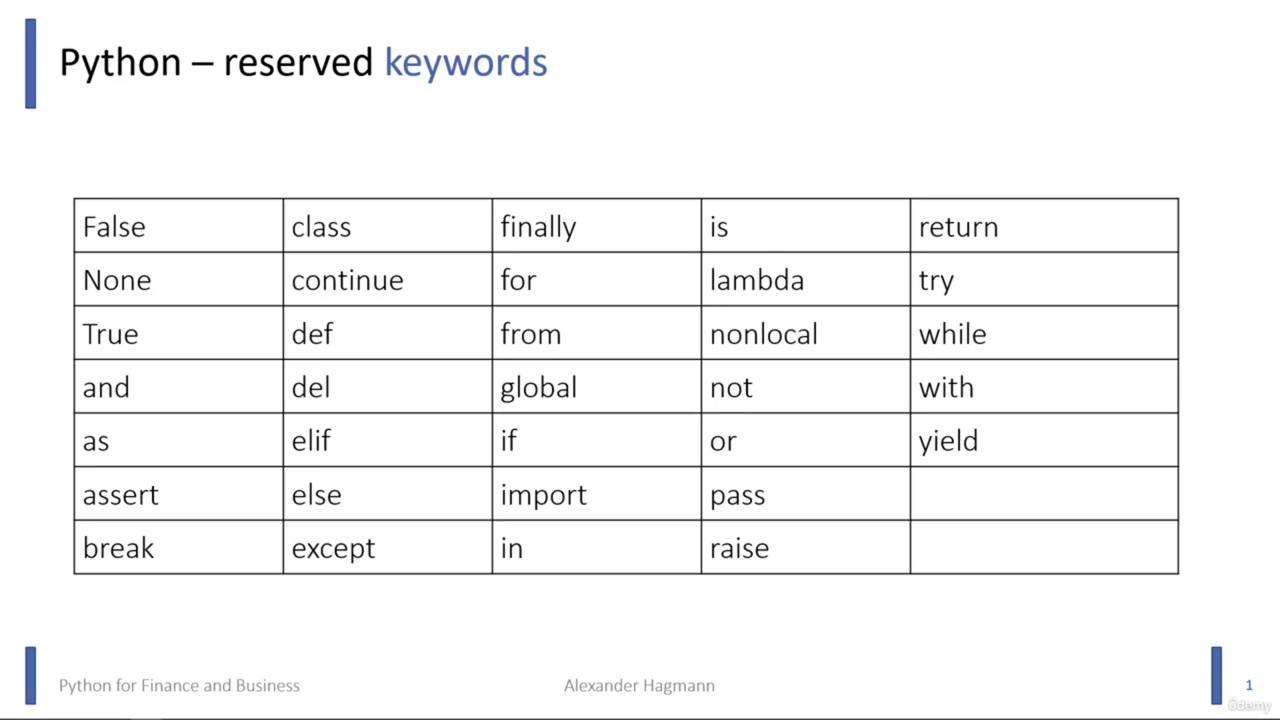 Python – reserved keywords
False class finally is return
None continue for lambda try
True def from nonlocal while
and del global not with
as elif if or yield
assert else import pass
break except in raise
Python for Finance and Business Alexander Hagmann 1
ûdemy